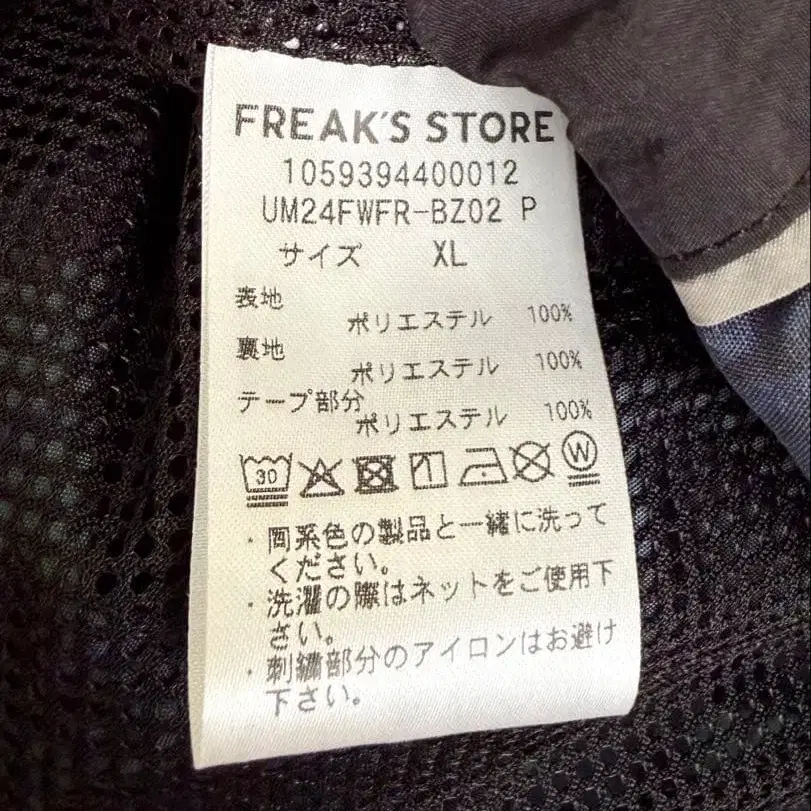 FREAK'S STORE
1059394400012
UM24FWFR-BZ02 P
サイズ XL
表地
ポリエステル 100%
裏地
ポリエステル 100%
テープ部分
ポリエステル 100%
30 W
・同系色の製品と一緒に洗って
ください。
・洗濯の際はネットをご使用下
さい。
・刺繍部分のアイロンはお避け
下さい。